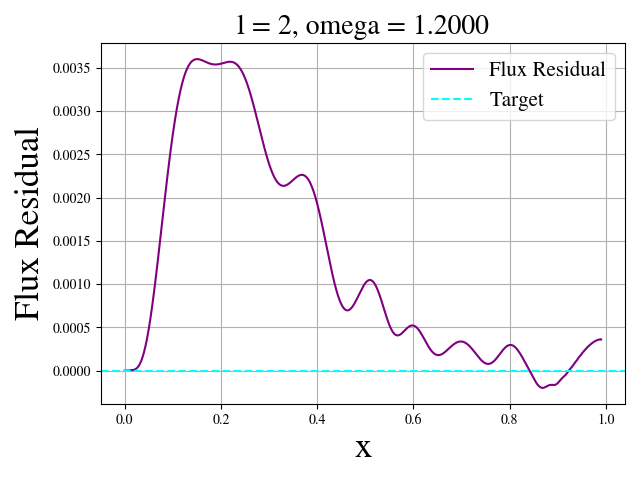 l = 2, omega = 1.2000
Flux Residual
Target
Flux Residual
0.0035
0.0030
0.0025
0.0020
0.0015
0.0010
0.0005
0.0000
0.0 0.2 0.4 0.6 0.8 1.0
x